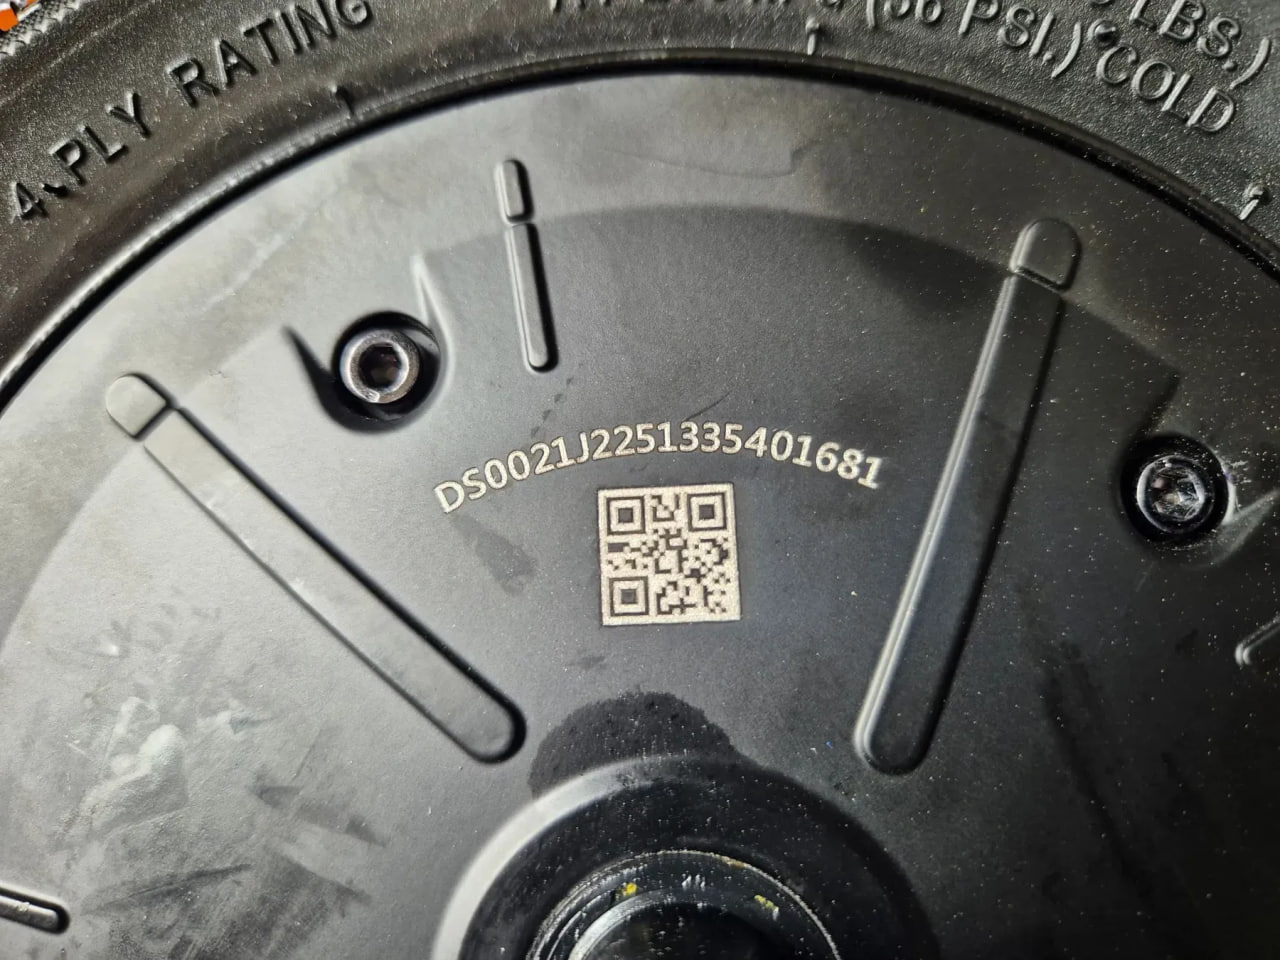 4 PLY RATING
(36 PSI.) COLD
LBS.)
DS0021J2251335401681